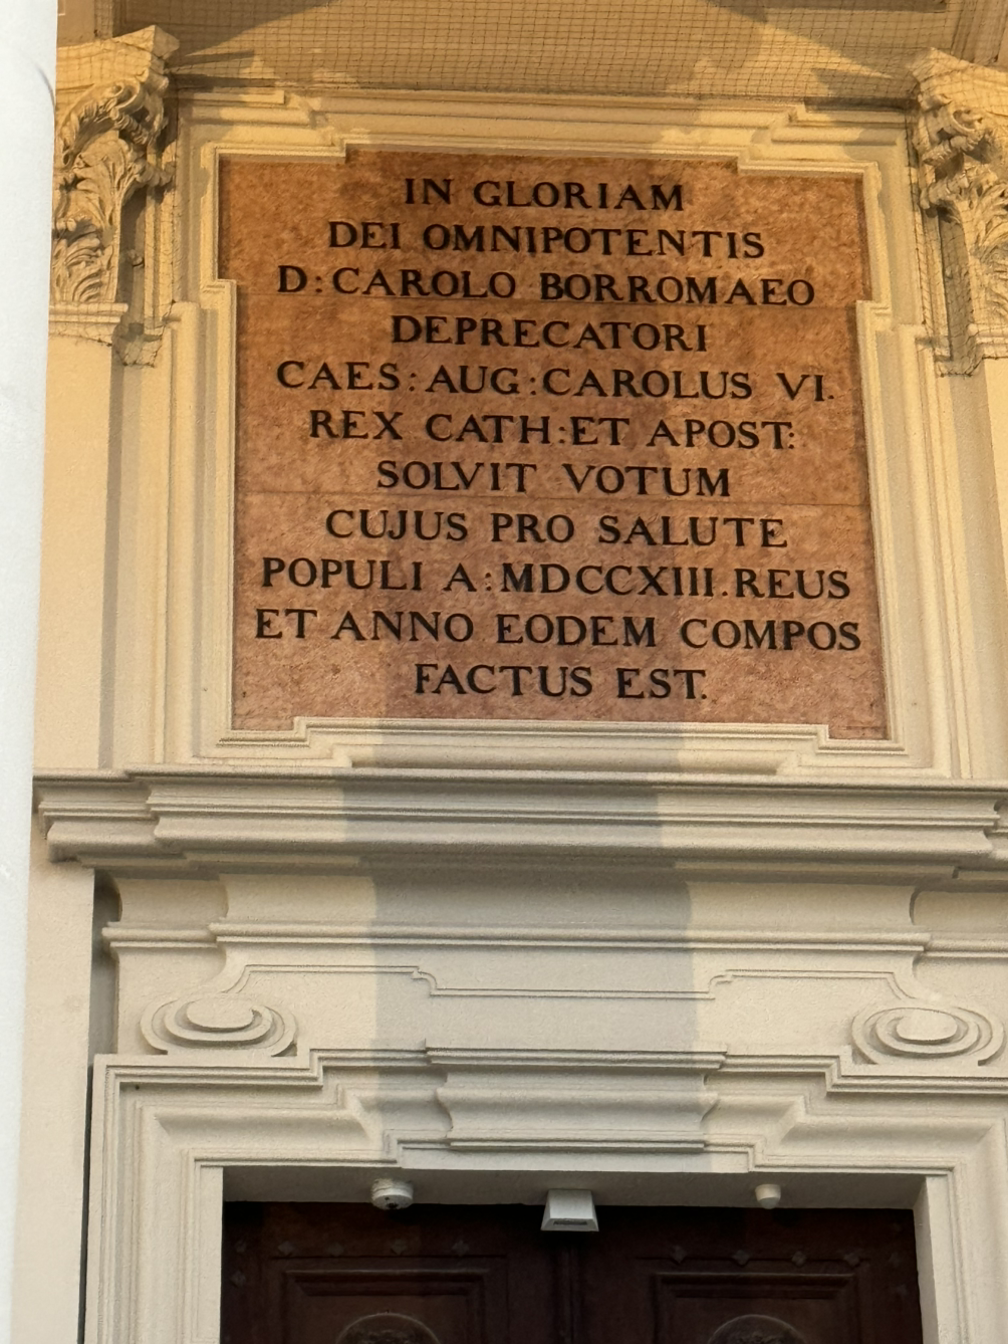 IN GLORIAM
DEI OMNIPOTENTIS
D: CAROLO BORROMAEO
DEPRECATORI
CAES: AUG: CAROLUS VI.
REX CATH: ET APOST:
SOLVIT VOTUM
CUJUS PRO SALUTE
POPULI A: MDCCXIII. REUS
ET ANNO EODEM COMPOS
FACTUS EST.